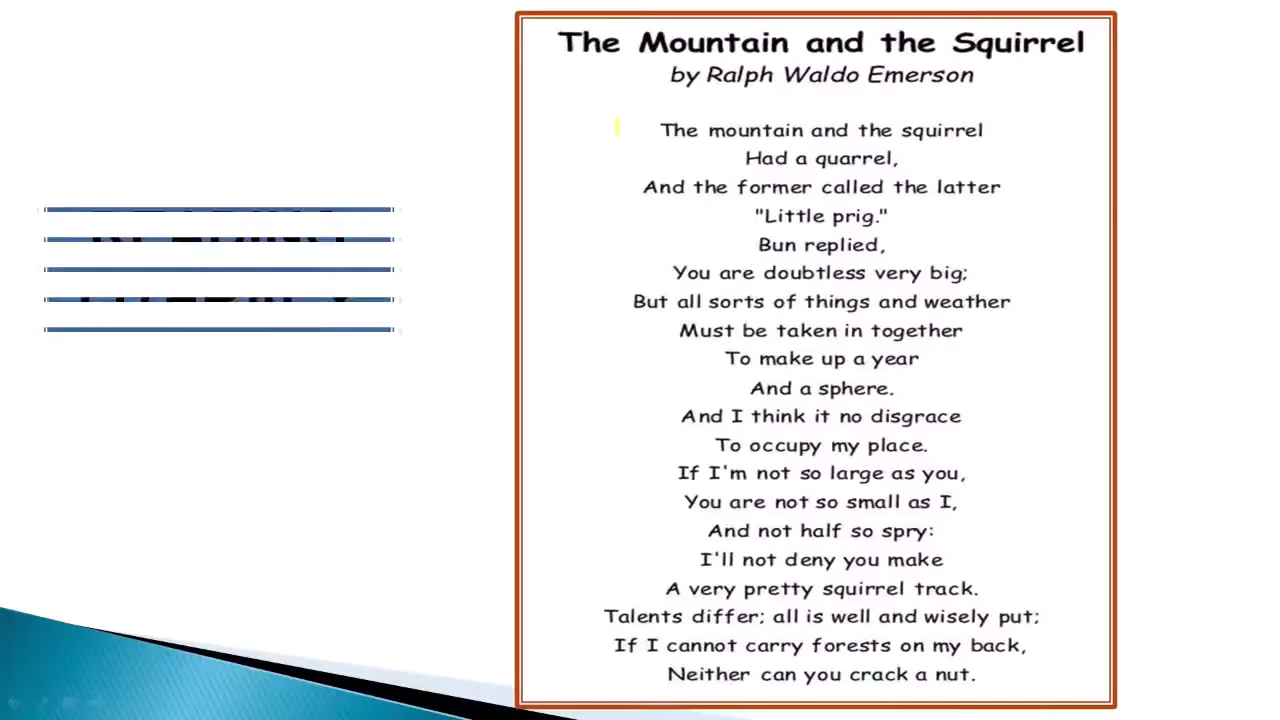 The Mountain and the Squirrel
by Ralph Waldo Emerson
The mountain and the squirrel
Had a quarrel,
And the former called the latter
"Little prig."
Bun replied,
You are doubtless very big;
But all sorts of things and weather
Must be taken in together
To make up a year
And a sphere.
And I think it no disgrace
To occupy my place.
If I'm not so large as you,
You are not so small as I,
And not half so spry:
I'll not deny you make
A very pretty squirrel track.
Talents differ; all is well and wisely put;
If I cannot carry forests on my back,
Neither can you crack a nut.